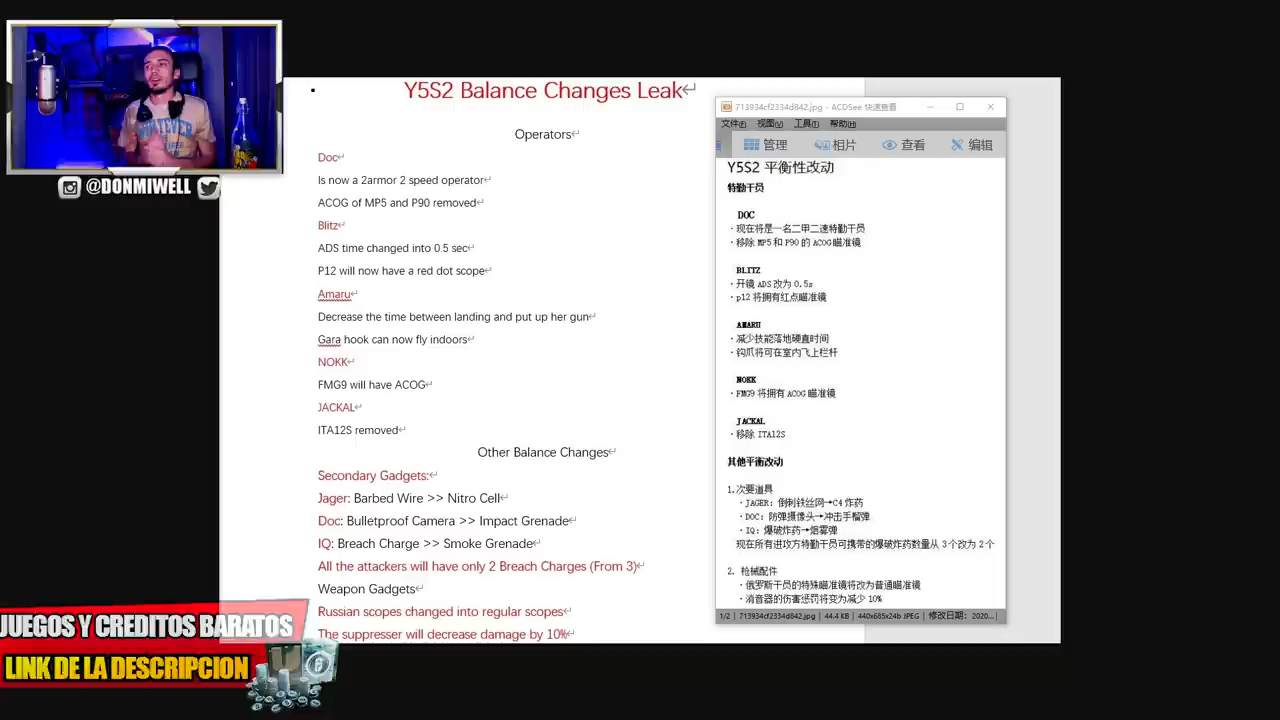 @DONMIWELL
Y5S2 Balance Changes Leak
Operators
Doc
Is now a 2armor 2 speed operator
ACOG of MP5 and P90 removed
Blitz
ADS time changed into 0.5 sec
P12 will now have a red dot scope
Amaru
Decrease the time between landing and put up her gun
Gara hook can now fly indoors
NOKK
FMG9 will have ACOG
JACKAL
ITA12S removed
Other Balance Changes
Secondary Gadgets:
Jager: Barbed Wire >> Nitro Cell
Doc: Bulletproof Camera >> Impact Grenade
IQ: Breach Charge >> Smoke Grenade
All the attackers will have only 2 Breach Charges (From 3)
Weapon Gadgets
Russian scopes changed into regular scopes
The suppresser will decrease damage by 10%
713934cf2334d842.jpg - ACDSee 快速查看
文件(F) 视图(V) 工具(T) 帮助(H)
管理 相片 查看 编辑
Y5S2 平衡性改动
特勤干员
DOC
·现在将是一名二甲二速特勤干员
·移除 MP5 和 P90 的 ACOG 瞄准镜
BLITZ
·开镜 ADS 改为 0.5s
·p12 将拥有红点瞄准镜
AMARU
·减少技能落地硬直时间
·钩爪将可在室内飞上栏杆
NOKK
·FMG9 将拥有 ACOG 瞄准镜
JACKAL
·移除 ITA12S
其他平衡改动
1.次要道具
·JAGER：倒刺铁丝网→C4 炸药
·DOC：防弹摄像头→冲击手榴弹
·IQ：爆破炸药→烟雾弹
现在所有进攻方特勤干员可携带的爆破炸药数量从 3 个改为 2 个
2. 枪械配件
·俄罗斯干员的特殊瞄准镜将改为普通瞄准镜
·消音器的伤害惩罚将变为减少 10%
1/2 713934cf2334d842.jpg 44.4 KB 440x685x24b JPEG 修改日期: 2020...
JUEGOS Y CREDITOS BARATOS
LINK DE LA DESCRIPCION